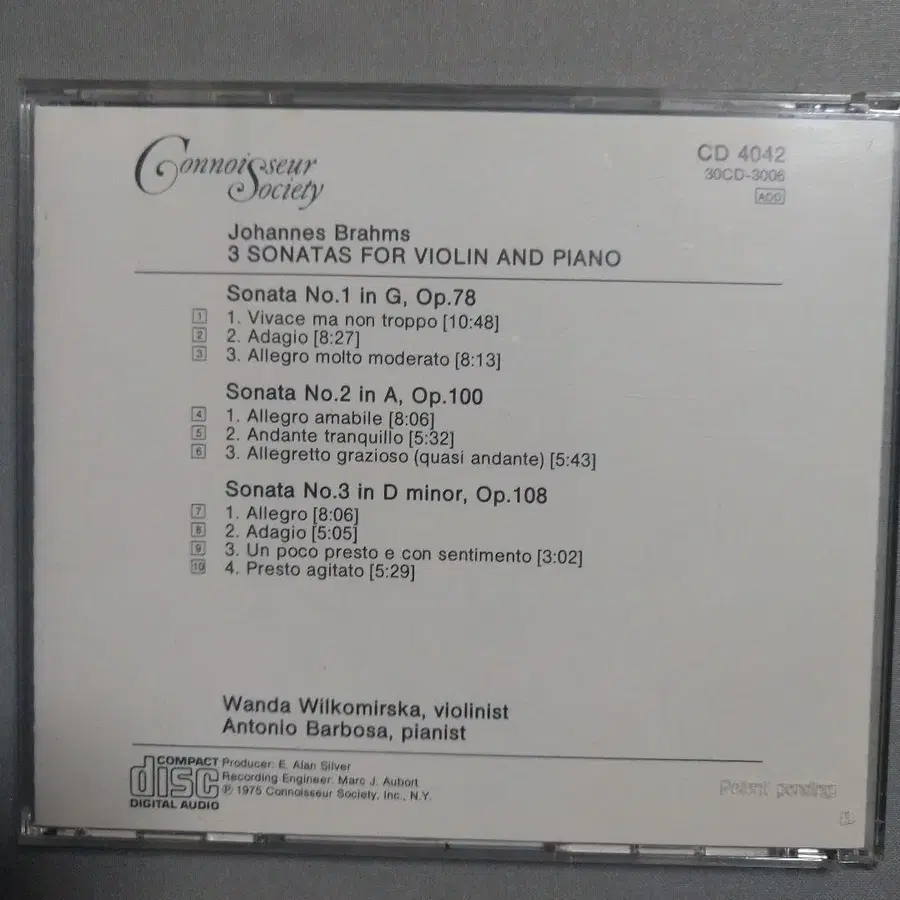 Connoisseur
Society
CD 4042
30CD-3006
ADD
Johannes Brahms
3 SONATAS FOR VIOLIN AND PIANO
Sonata No.1 in G, Op.78
1 1. Vivace ma non troppo [10:48]
2 2. Adagio [8:27]
3 3. Allegro molto moderato [8:13]
Sonata No.2 in A, Op.100
4 1. Allegro amabile [8:06]
5 2. Andante tranquillo [5:32]
6 3. Allegretto grazioso (quasi andante) [5:43]
Sonata No.3 in D minor, Op.108
7 1. Allegro [8:06]
8 2. Adagio [5:05]
9 3. Un poco presto e con sentimento [3:02]
10 4. Presto agitato [5:29]
Wanda Wilkomirska, violinist
Antonio Barbosa, pianist
COMPACT
disc
DIGITAL AUDIO
Producer: E. Alan Silver
Recording Engineer: Marc J. Aubort
℗ 1975 Connoisseur Society, Inc., N.Y.
Patent pending